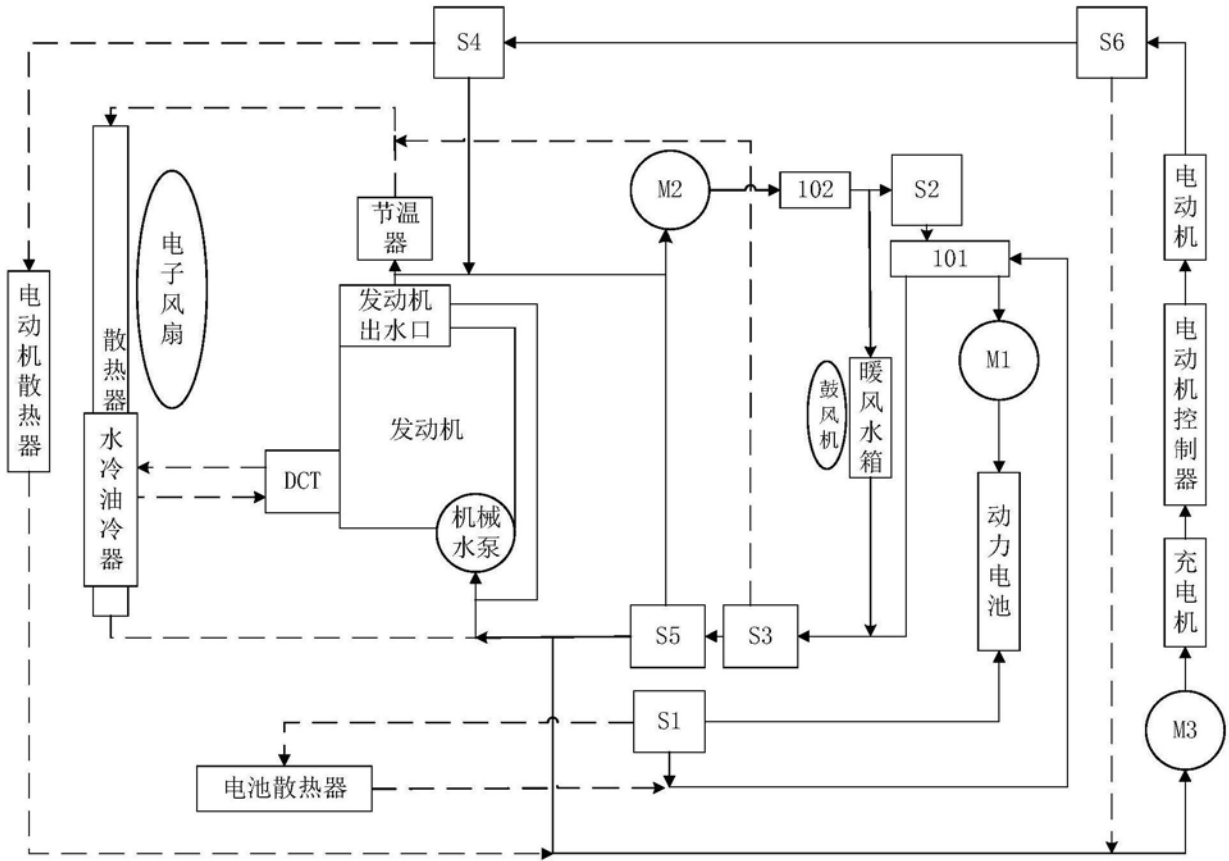 S4
S6
M2
102
S2
节温
器
101
电
子
风
扇
电
动
机
电
动
机
散
热
器
散
热
器
发动机
出水口
发动机
水
冷
油
冷
器
DCT
机械
水泵
鼓
风
机
暖
风
水
箱
M1
电
动
机
控
制
器
动
力
电
池
充
电
机
S5
S3
S1
M3
电池散热器